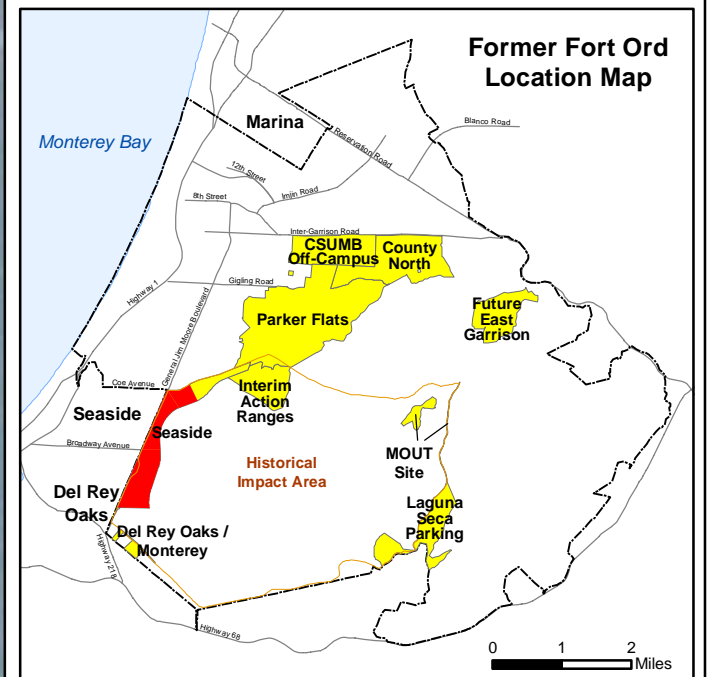 Former Fort Ord
Location Map
Marina
Blanco Road
Reservation Road
Monterey Bay
12th Street
Imjin Road
8th Street
Inter-Garrison Road
CSUMB
Off-Campus
County
North
Gigling Road
Highway 1
General Jim Moore Boulevard
Parker Flats
Future
East
Garrison
Coe Avenue
Interim
Action
Ranges
Seaside
Seaside
Broadway Avenue
MOUT
Site
Historical
Impact Area
Del Rey
Oaks
Laguna
Seca
Parking
Del Rey Oaks /
Monterey
Highway 218
Highway 68
0 1 2
Miles